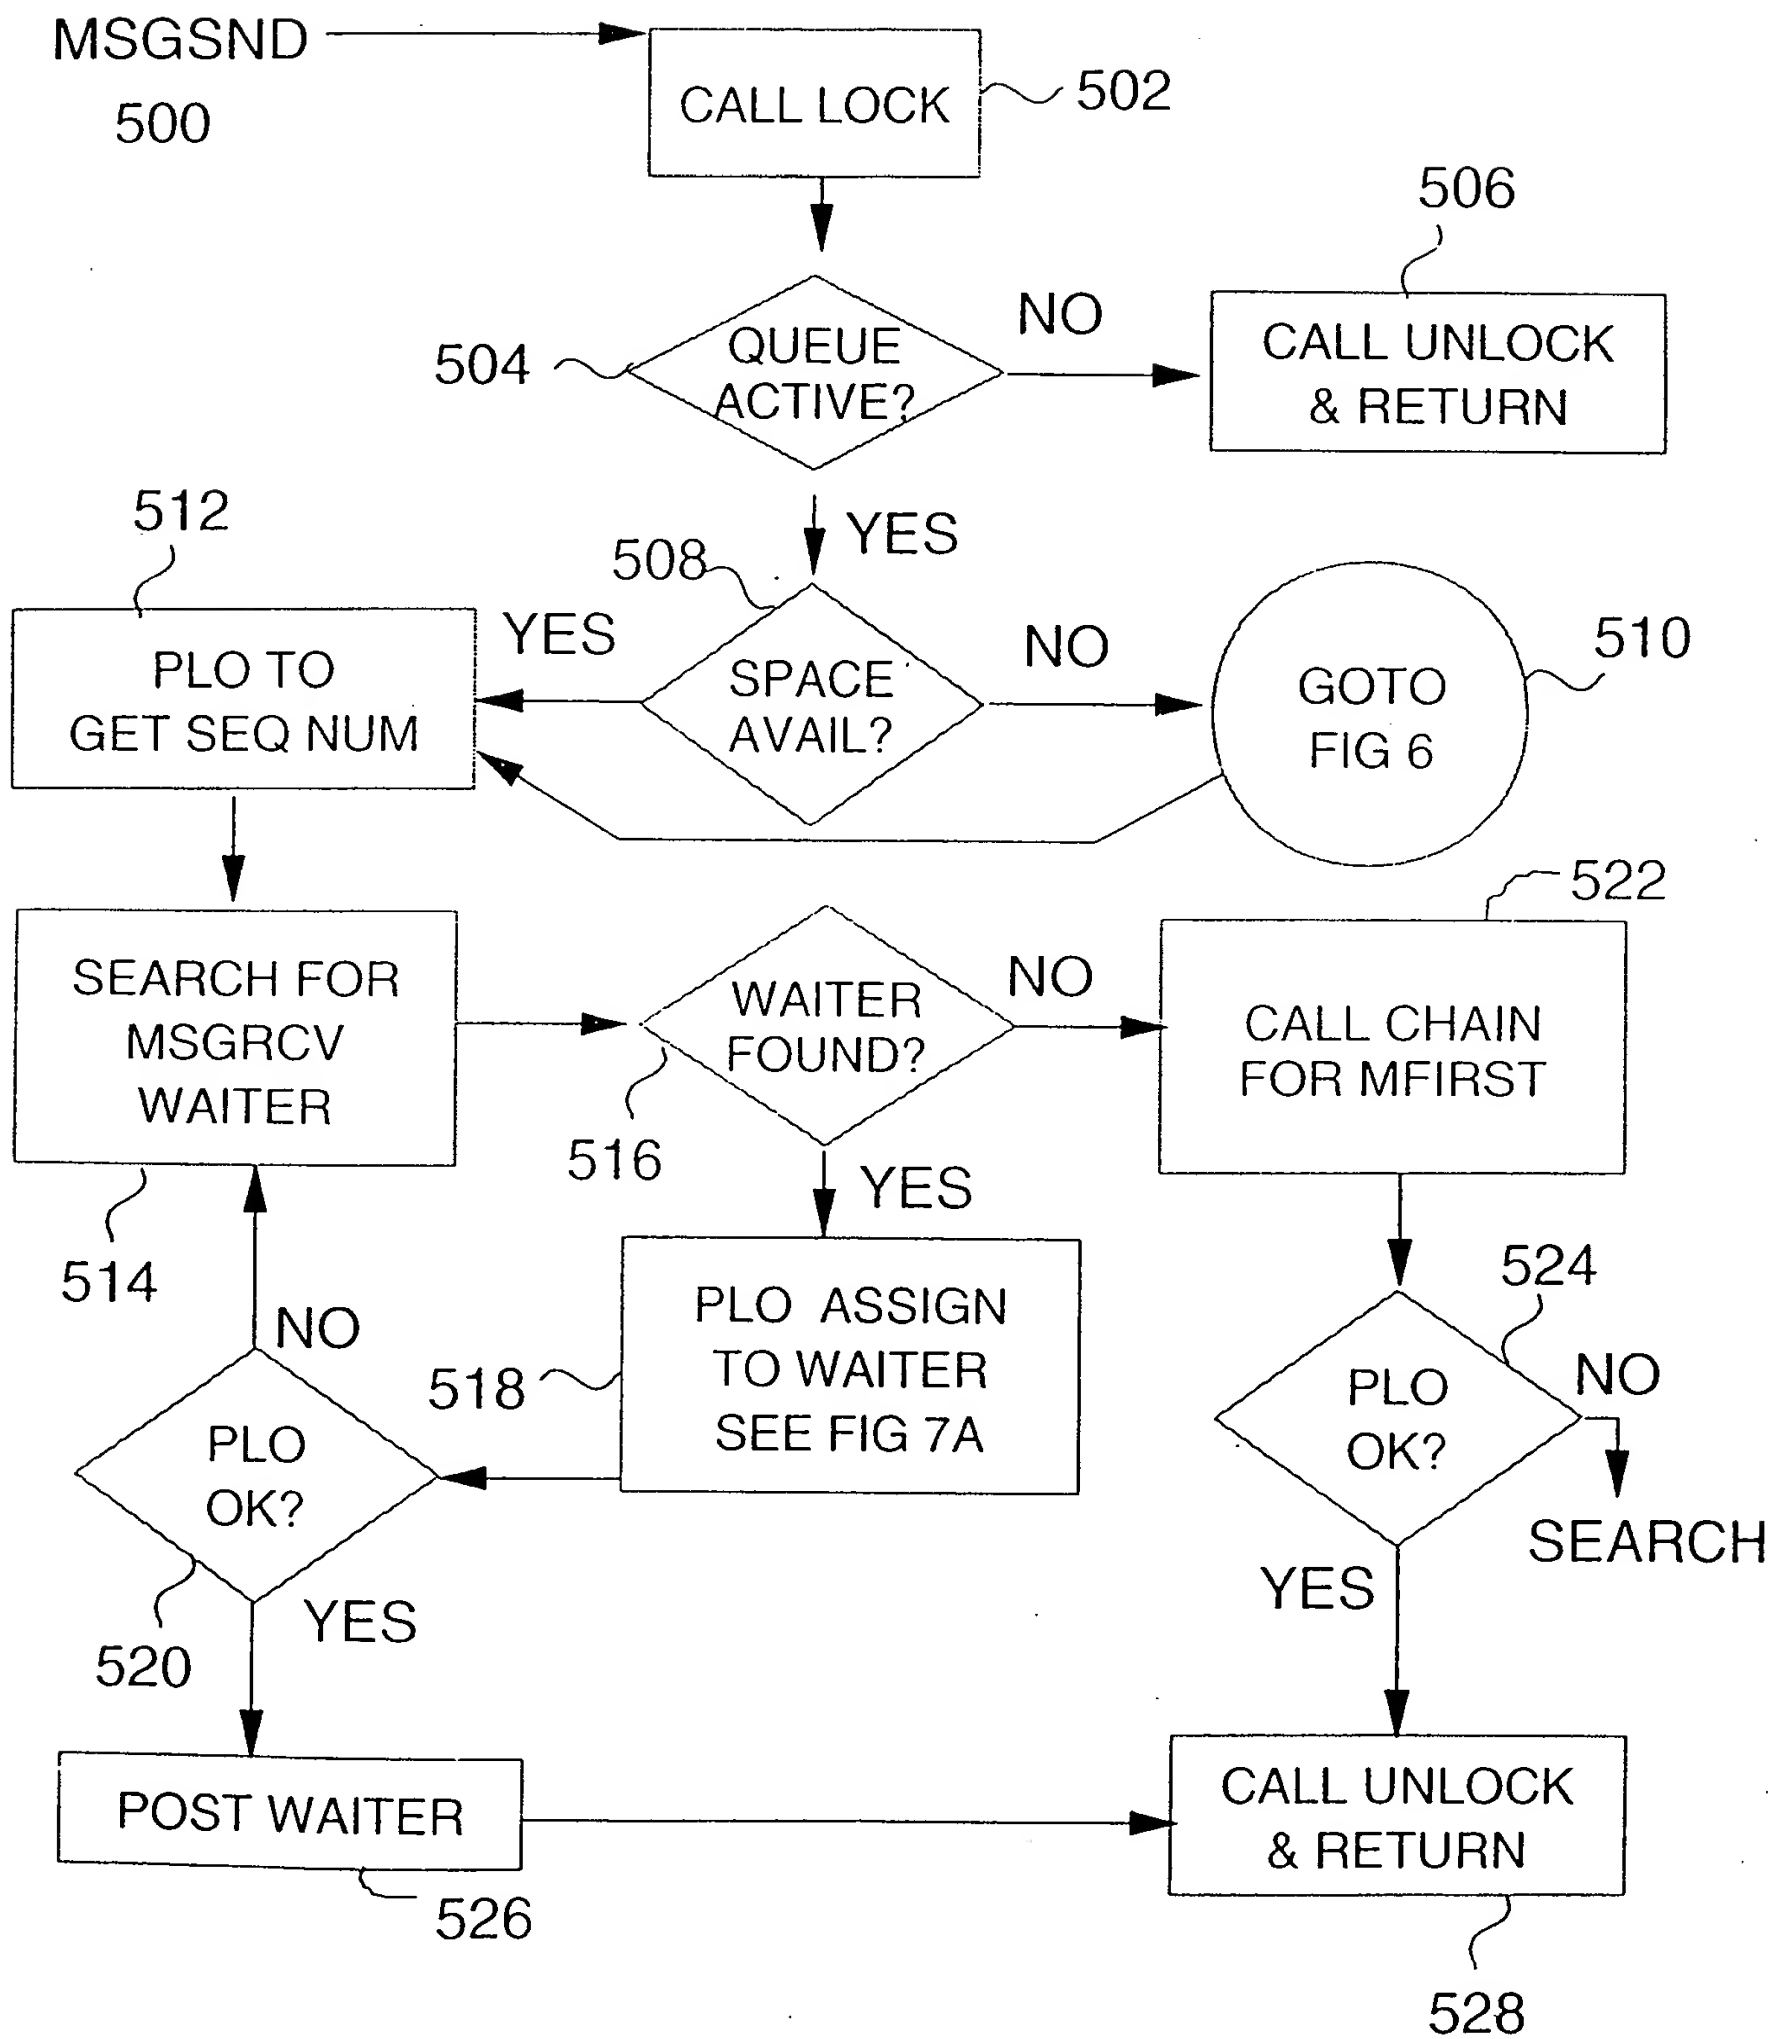 MSGSND
500
CALL LOCK
502
506
504
QUEUE
ACTIVE?
NO
CALL UNLOCK
& RETURN
YES
512
508
PLO TO
GET SEQ NUM
YES
SPACE
AVAIL?
NO
GOTO
FIG 6
510
522
SEARCH FOR
MSGRCV
WAITER
514
WAITER
FOUND?
516
NO
CALL CHAIN
FOR MFIRST
YES
524
NO
PLO ASSIGN
TO WAITER
SEE FIG 7A
518
PLO
OK?
520
PLO
OK?
NO
SEARCH
YES
YES
POST WAITER
526
CALL UNLOCK
& RETURN
528